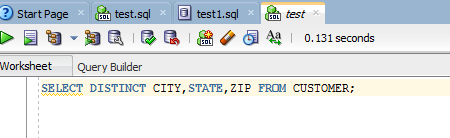 Start Page test.sql test1.sql test
SQL 0.131 seconds
Worksheet Query Builder
SELECT DISTINCT CITY,STATE,ZIP FROM CUSTOMER;